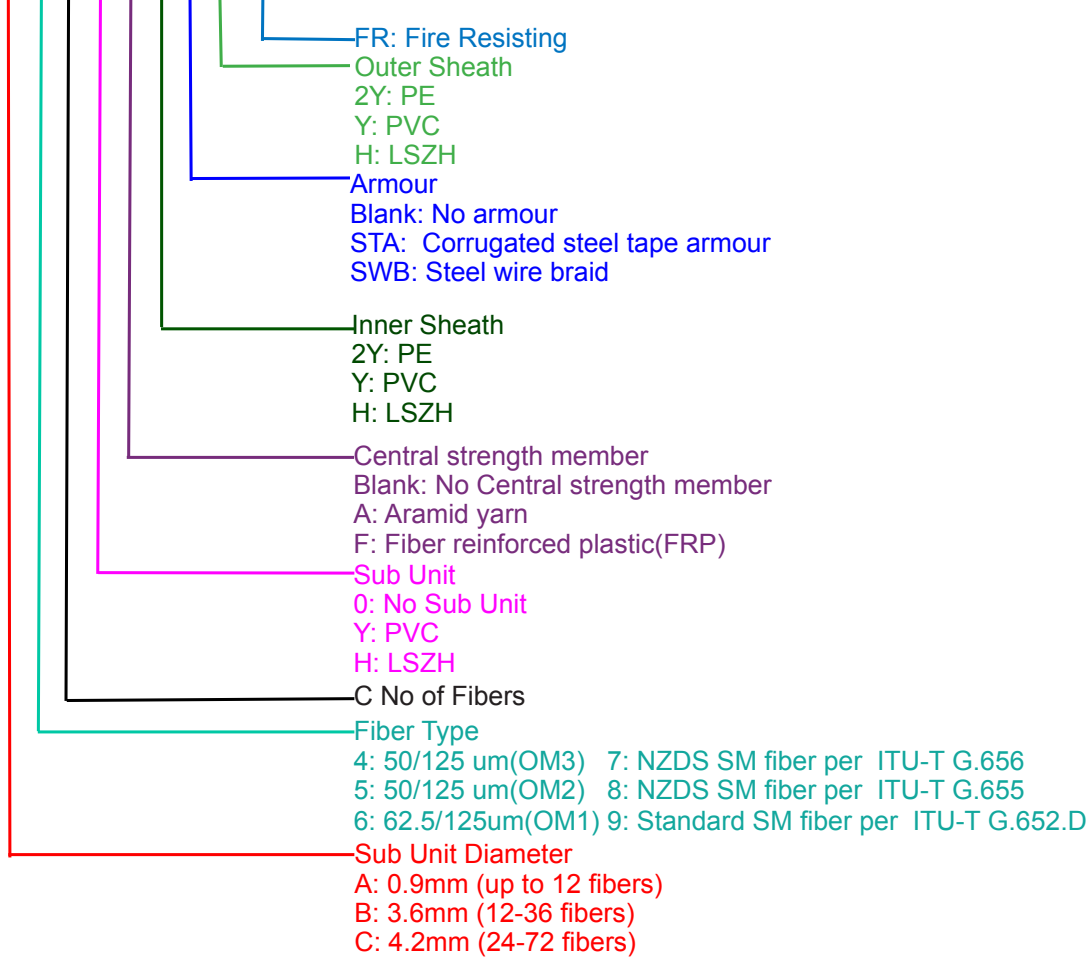 FR: Fire Resisting
Outer Sheath
2Y: PE
Y: PVC
H: LSZH
Armour
Blank: No armour
STA: Corrugated steel tape armour
SWB: Steel wire braid
Inner Sheath
2Y: PE
Y: PVC
H: LSZH
Central strength member
Blank: No Central strength member
A: Aramid yarn
F: Fiber reinforced plastic(FRP)
Sub Unit
0: No Sub Unit
Y: PVC
H: LSZH
C No of Fibers
Fiber Type
4: 50/125 um(OM3) 7: NZDS SM fiber per ITU-T G.656
5: 50/125 um(OM2) 8: NZDS SM fiber per ITU-T G.655
6: 62.5/125um(OM1) 9: Standard SM fiber per ITU-T G.652.D
Sub Unit Diameter
A: 0.9mm (up to 12 fibers)
B: 3.6mm (12-36 fibers)
C: 4.2mm (24-72 fibers)